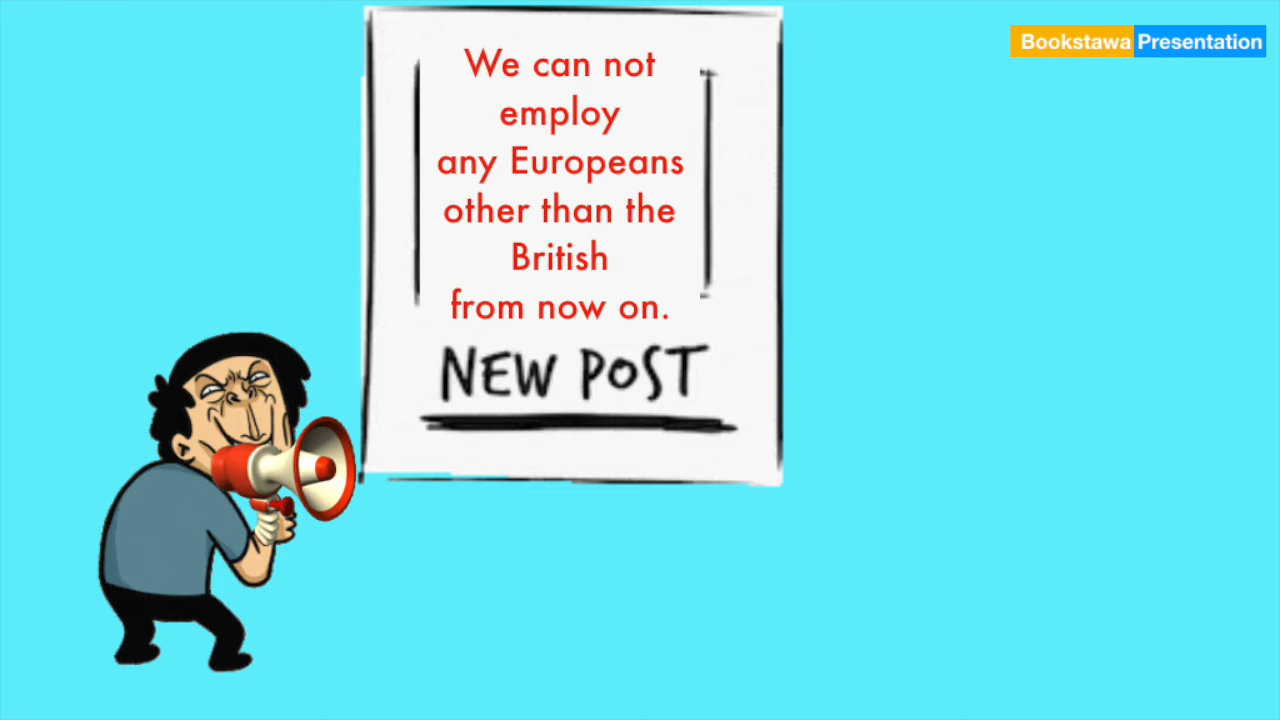 Bookstawa Presentation
We can not
employ
any Europeans
other than the
British
from now on.
NEW POST